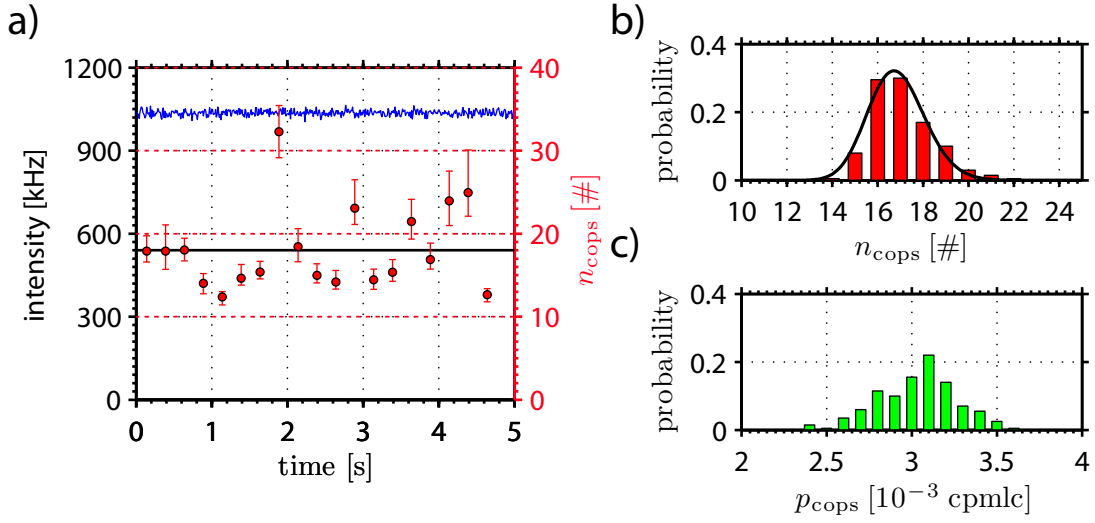 a)
1200
900
600
300
0
intensity [kHz]
40
30
20
10
0
n_cops [#]
0 1 2 3 4 5
time [s]
b)
0.4
0.2
0
probability
10 12 14 16 18 20 22 24
n_cops [#]
c)
0.4
0.2
0
probability
2 2.5 3 3.5 4
p_cops [10⁻³ cpmlc]